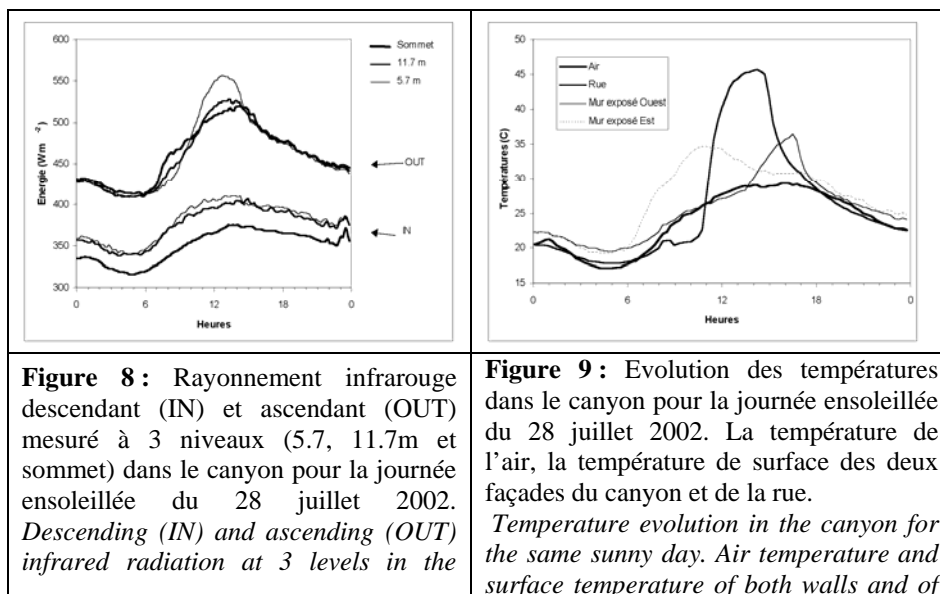 600
550
500
450
400
350
300
Energie (Wm⁻²)
0 6 12 18 0
Heures
Sommet
11.7 m
5.7 m
OUT
IN
50
45
40
35
30
25
20
15
Températures (C)
0 6 12 18 0
Heures
Air
Rue
Mur exposé Ouest
Mur exposé Est
Figure 8 : Rayonnement infrarouge
descendant (IN) et ascendant (OUT)
mesuré à 3 niveaux (5.7, 11.7m et
sommet) dans le canyon pour la journée
ensoleillée du 28 juillet 2002.
Descending (IN) and ascending (OUT)
infrared radiation at 3 levels in the
Figure 9 : Evolution des températures
dans le canyon pour la journée ensoleillée
du 28 juillet 2002. La température de
l'air, la température de surface des deux
façades du canyon et de la rue.
Temperature evolution in the canyon for
the same sunny day. Air temperature and
surface temperature of both walls and of